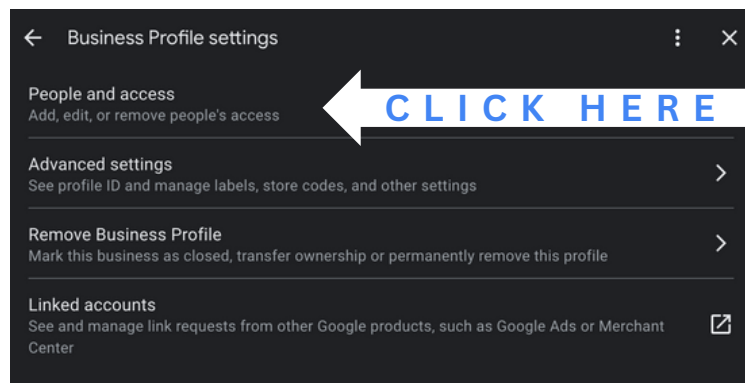 Business Profile settings
People and access
Add, edit, or remove people's access
CLICK HERE
Advanced settings
See profile ID and manage labels, store codes, and other settings
Remove Business Profile
Mark this business as closed, transfer ownership or permanently remove this profile
Linked accounts
See and manage link requests from other Google products, such as Google Ads or Merchant
Center